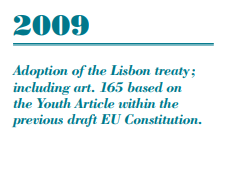 2009
Adoption of the Lisbon treaty;
including art. 165 based on
the Youth Article within the
previous draft EU Constitution.